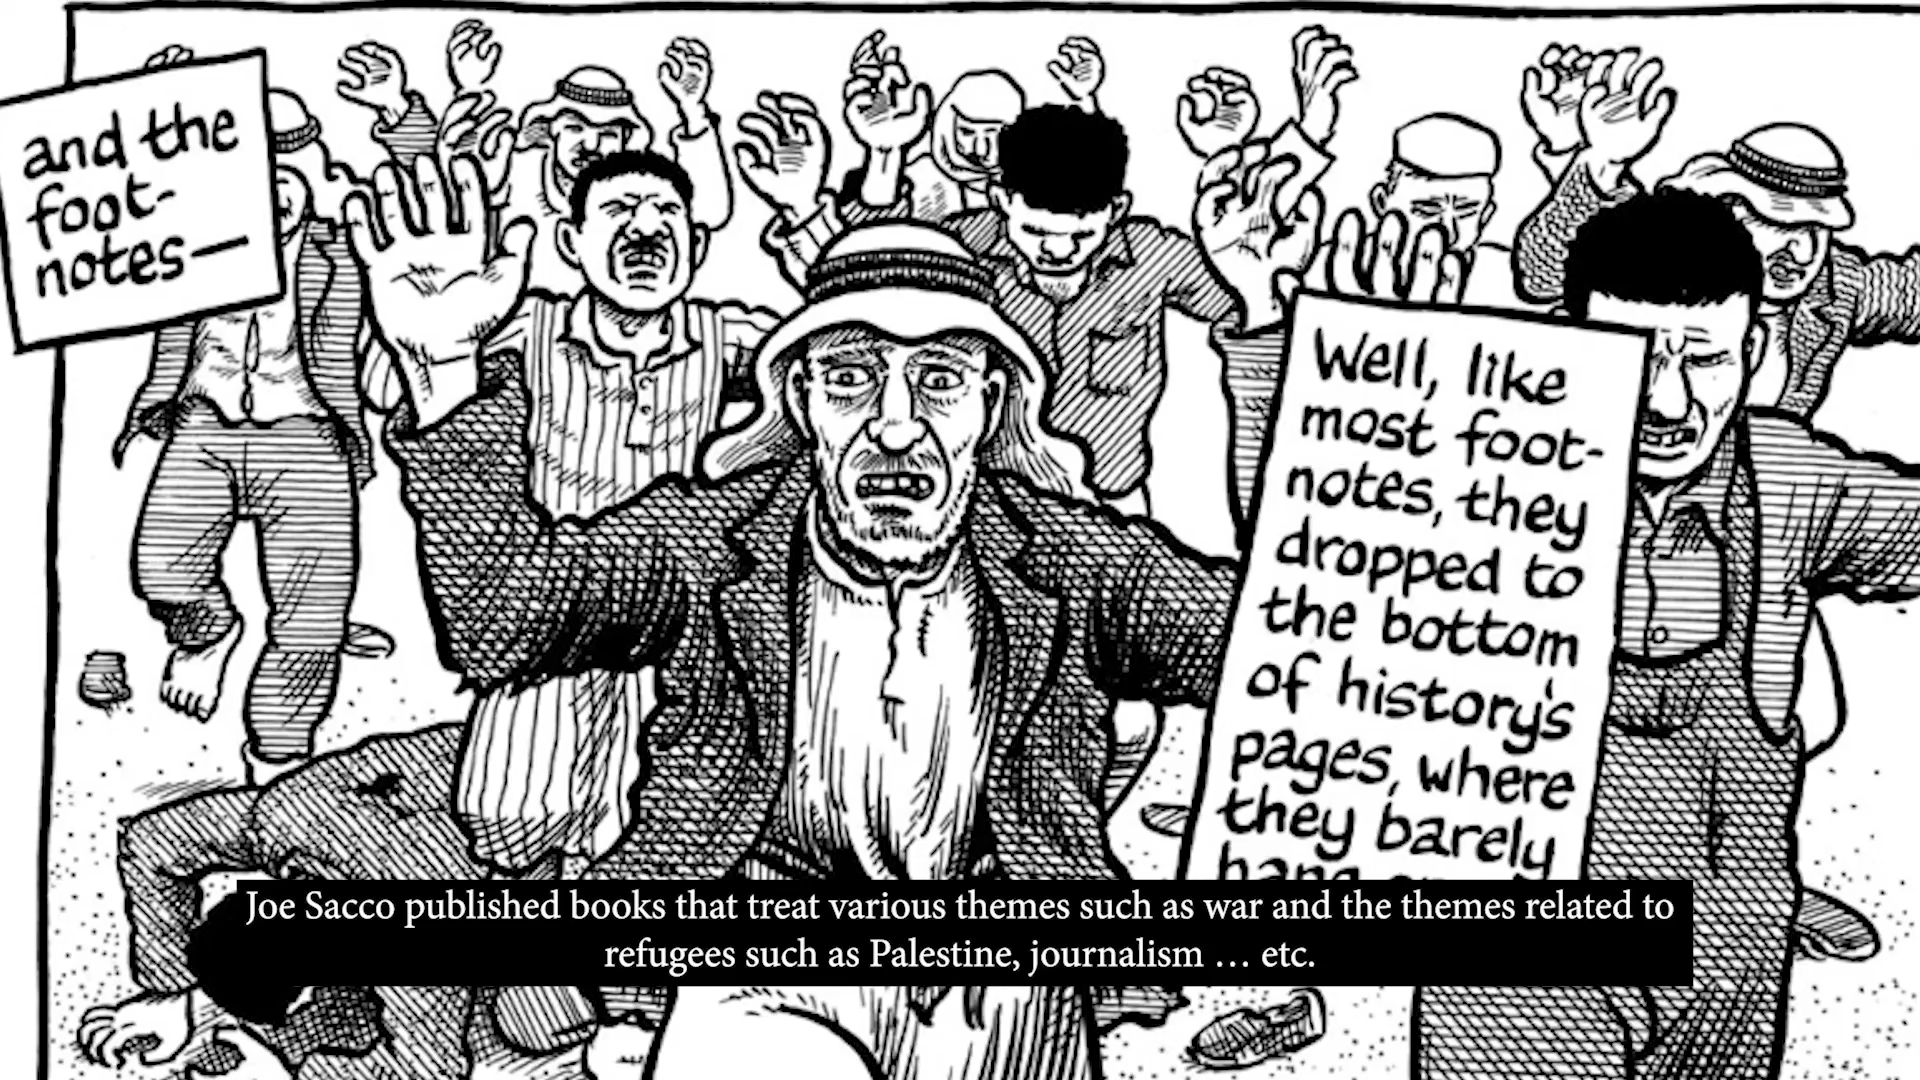 and the
foot-
notes—
Well, like
most foot-
notes, they
dropped to
the bottom
of history's
pages, where
they barely
Joe Sacco published books that treat various themes such as war and the themes related to
refugees such as Palestine, journalism … etc.